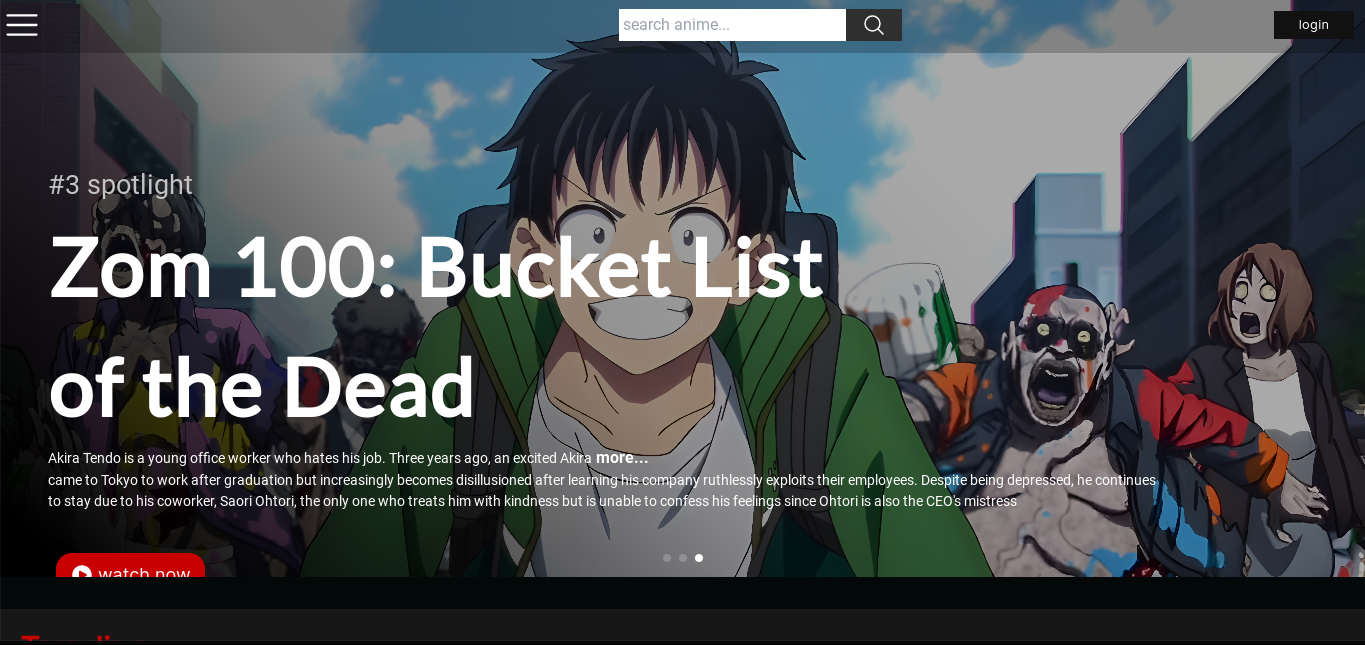 search anime...
login
#3 spotlight
Zom 100: Bucket List
of the Dead
Akira Tendo is a young office worker who hates his job. Three years ago, an excited Akira more...
came to Tokyo to work after graduation but increasingly becomes disillusioned after learning his company ruthlessly exploits their employees. Despite being depressed, he continues
to stay due to his coworker, Saori Ohtori, the only one who treats him with kindness but is unable to confess his feelings since Ohtori is also the CEO's mistress
watch now